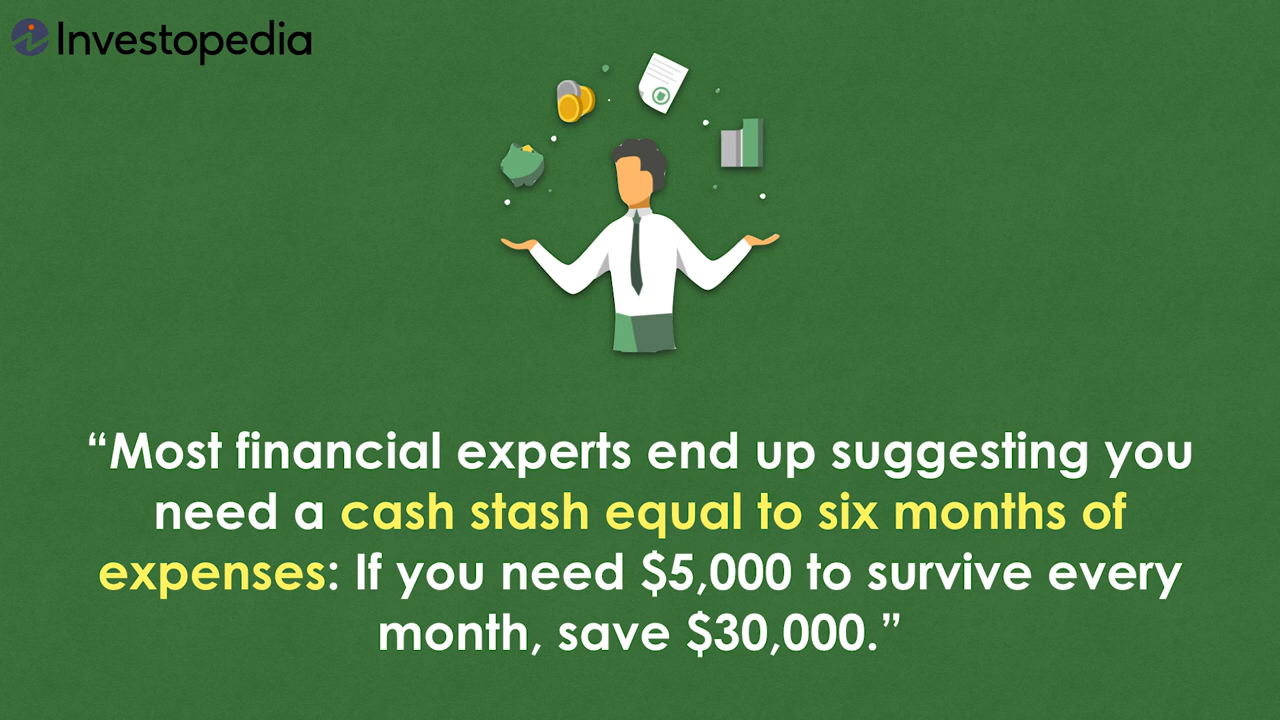 Investopedia
“Most financial experts end up suggesting you
need a cash stash equal to six months of
expenses: If you need $5,000 to survive every
month, save $30,000.”